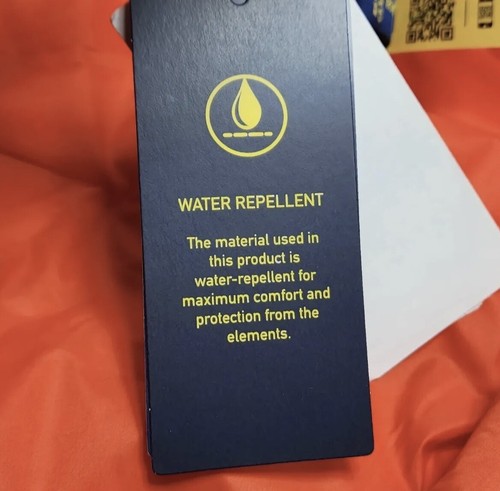 WATER REPELLENT
The material used in
this product is
water-repellent for
maximum comfort and
protection from the
elements.